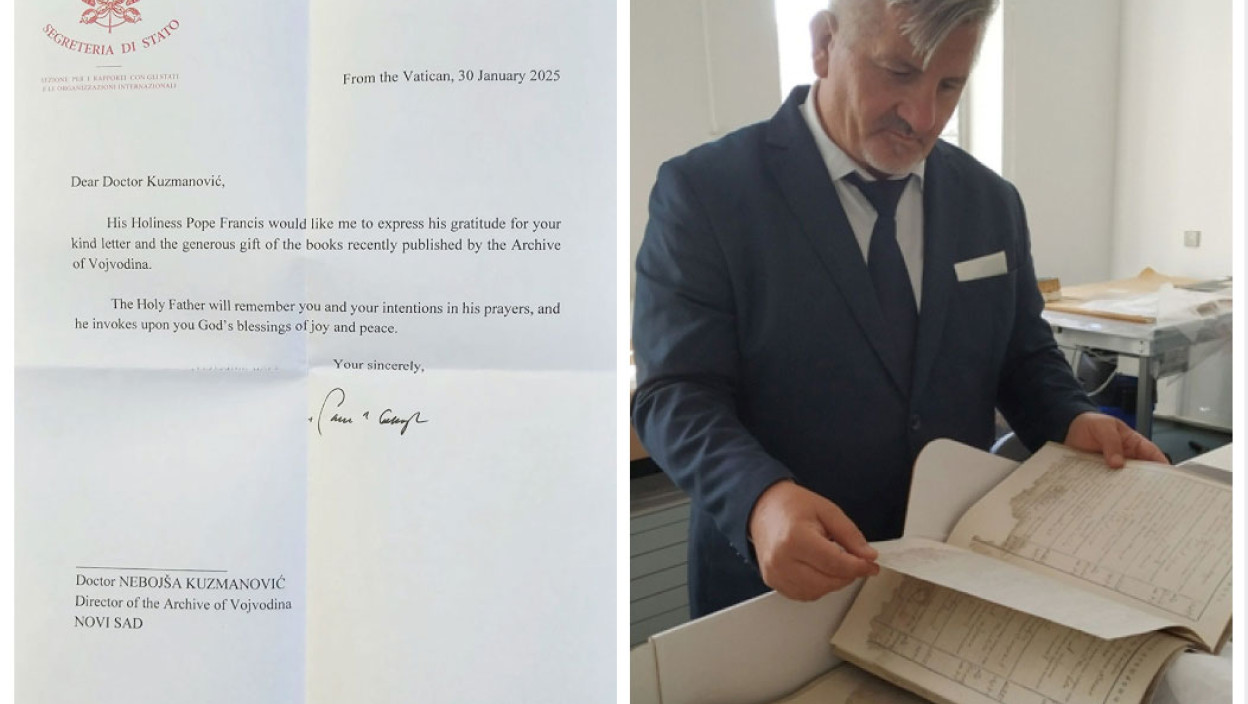 SEGRETERIA DI STATO
SEZIONE PER I RAPPORTI CON GLI STATI
E LE ORGANIZZAZIONI INTERNAZIONALI
From the Vatican, 30 January 2025
Dear Doctor Kuzmanović,
His Holiness Pope Francis would like me to express his gratitude for your
kind letter and the generous gift of the books recently published by the Archive
of Vojvodina.
The Holy Father will remember you and your intentions in his prayers, and
he invokes upon you God's blessings of joy and peace.
Your sincerely,
Doctor NEBOJŠA KUZMANOVIĆ
Director of the Archive of Vojvodina
NOVI SAD